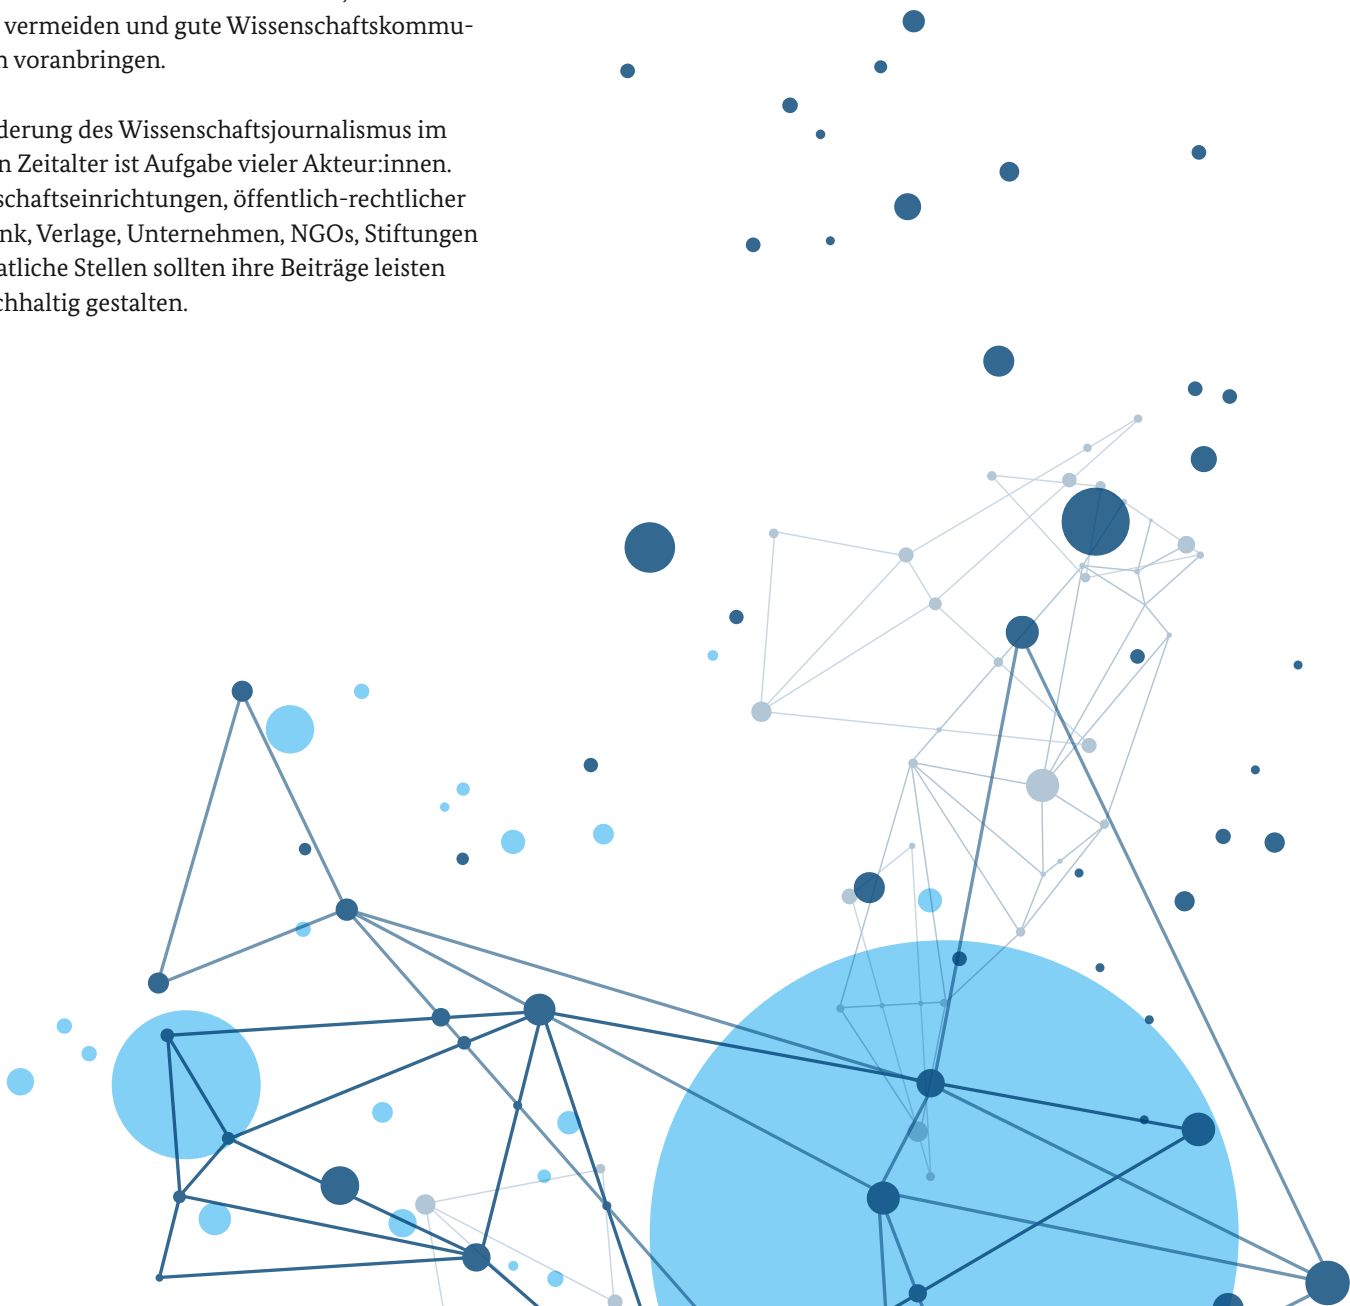 vermeiden und gute Wissenschaftskommu-
n voranbringen.
derung des Wissenschaftsjournalismus im
n Zeitalter ist Aufgabe vieler Akteur:innen.
schaftseinrichtungen, öffentlich-rechtlicher
nk, Verlage, Unternehmen, NGOs, Stiftungen
atliche Stellen sollten ihre Beiträge leisten
chhaltig gestalten.